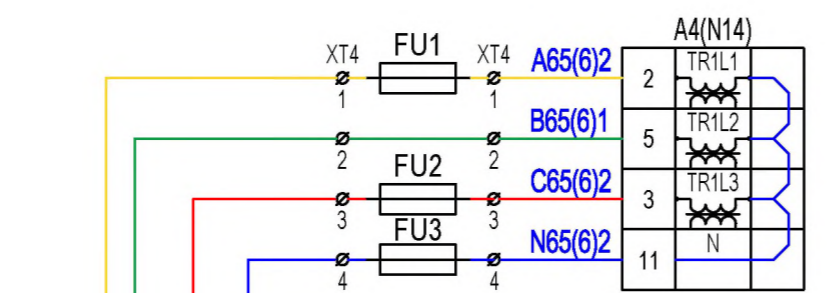 A4(N14)
XT4 FU1 XT4 A65(6)2 TR1L1
1 1 2
B65(6)1 TR1L2
2 2 5
FU2 C65(6)2 TR1L3
3 3 3
FU3 N65(6)2 N
4 4 11